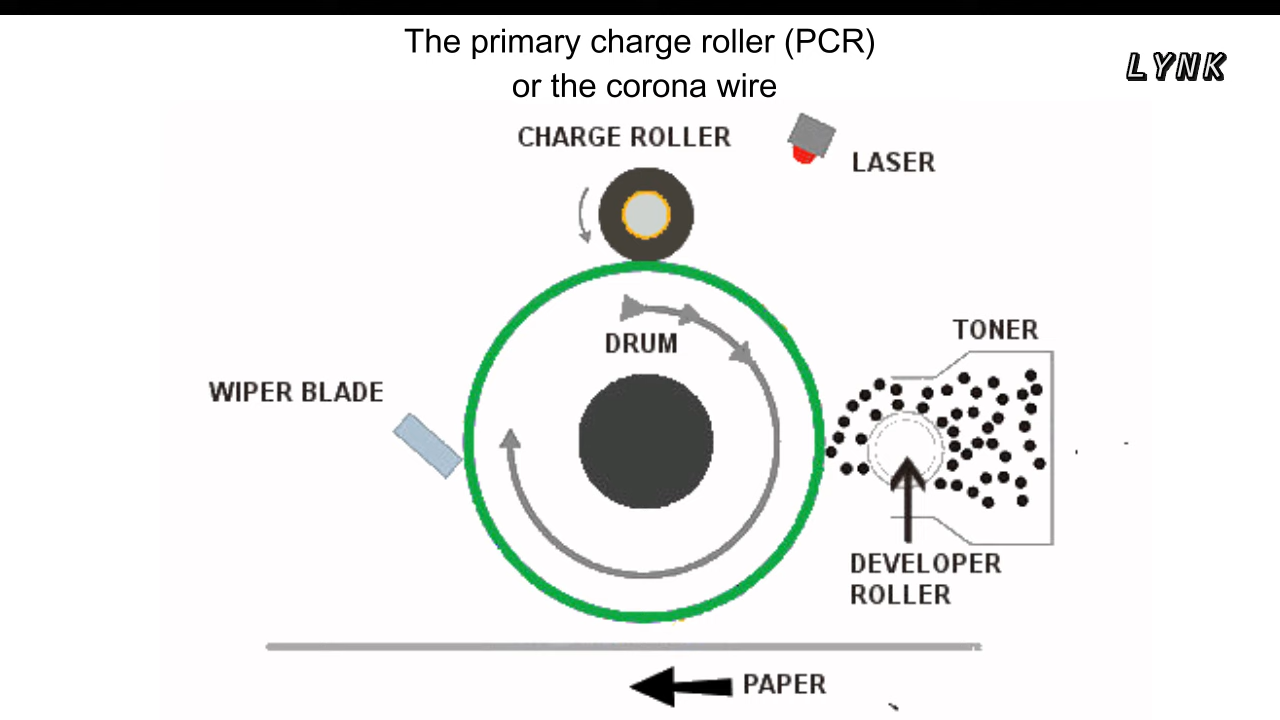 The primary charge roller (PCR)
or the corona wire
LYNK
CHARGE ROLLER
LASER
TONER
DRUM
WIPER BLADE
DEVELOPER
ROLLER
PAPER